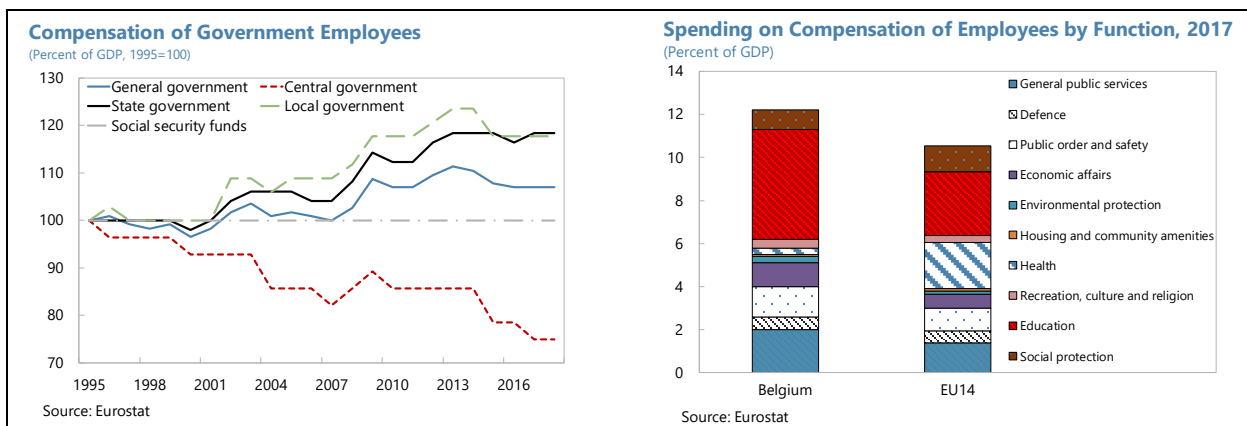 Compensation of Government Employees
(Percent of GDP, 1995=100)
130
120
110
100
90
80
70
General government
Central government
State government
Local government
Social security funds
1995 1998 2001 2004 2007 2010 2013 2016
Source: Eurostat
Spending on Compensation of Employees by Function, 2017
(Percent of GDP)
14
12
10
8
6
4
2
0
General public services
Defence
Public order and safety
Economic affairs
Environmental protection
Housing and community amenities
Health
Recreation, culture and religion
Education
Social protection
Belgium EU14
Source: Eurostat